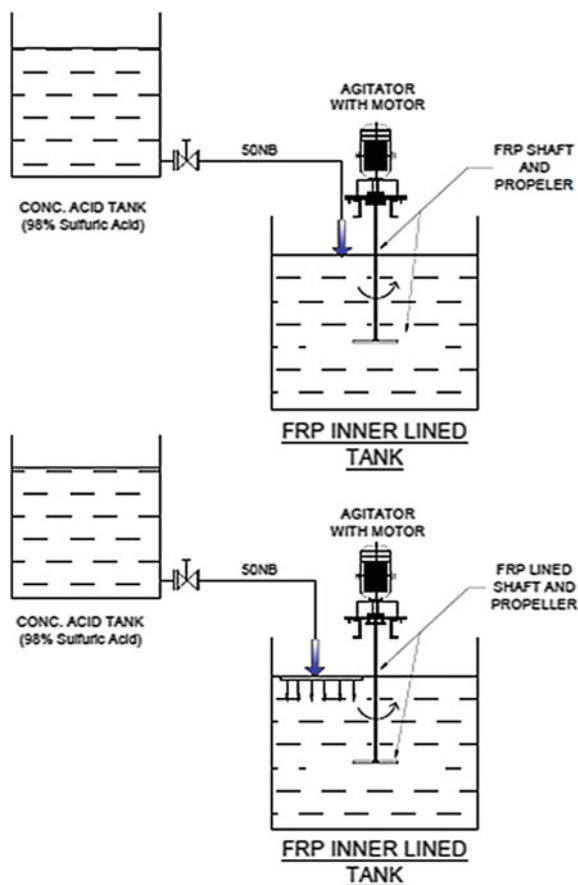 AGITATOR
WITH MOTOR
FRP SHAFT
AND
PROPELER
50NB
CONC. ACID TANK
(98% Sulfuric Acid)
FRP INNER LINED
TANK
AGITATOR
WITH MOTOR
FRP LINED
SHAFT AND
PROPELLER
50NB
CONC. ACID TANK
(98% Sulfuric Acid)
FRP INNER LINED
TANK